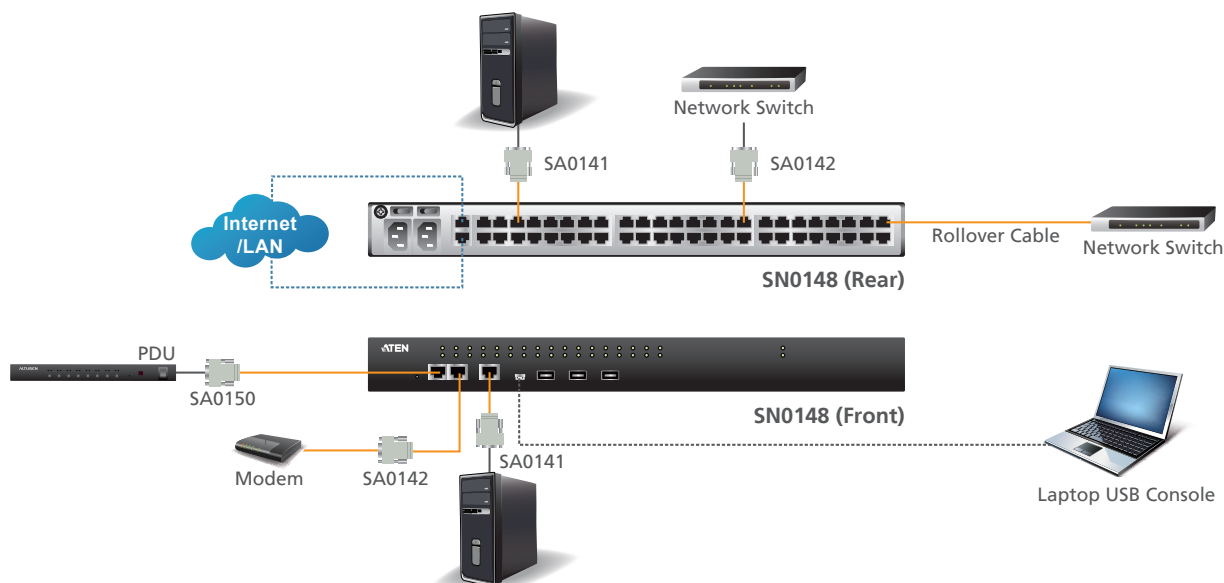 Network Switch
SA0141
SA0142
Internet
/LAN
Rollover Cable
Network Switch
SN0148 (Rear)
PDU
ATEN
ALTUSEN
SA0150
SN0148 (Front)
Modem
SA0142
SA0141
Laptop USB Console